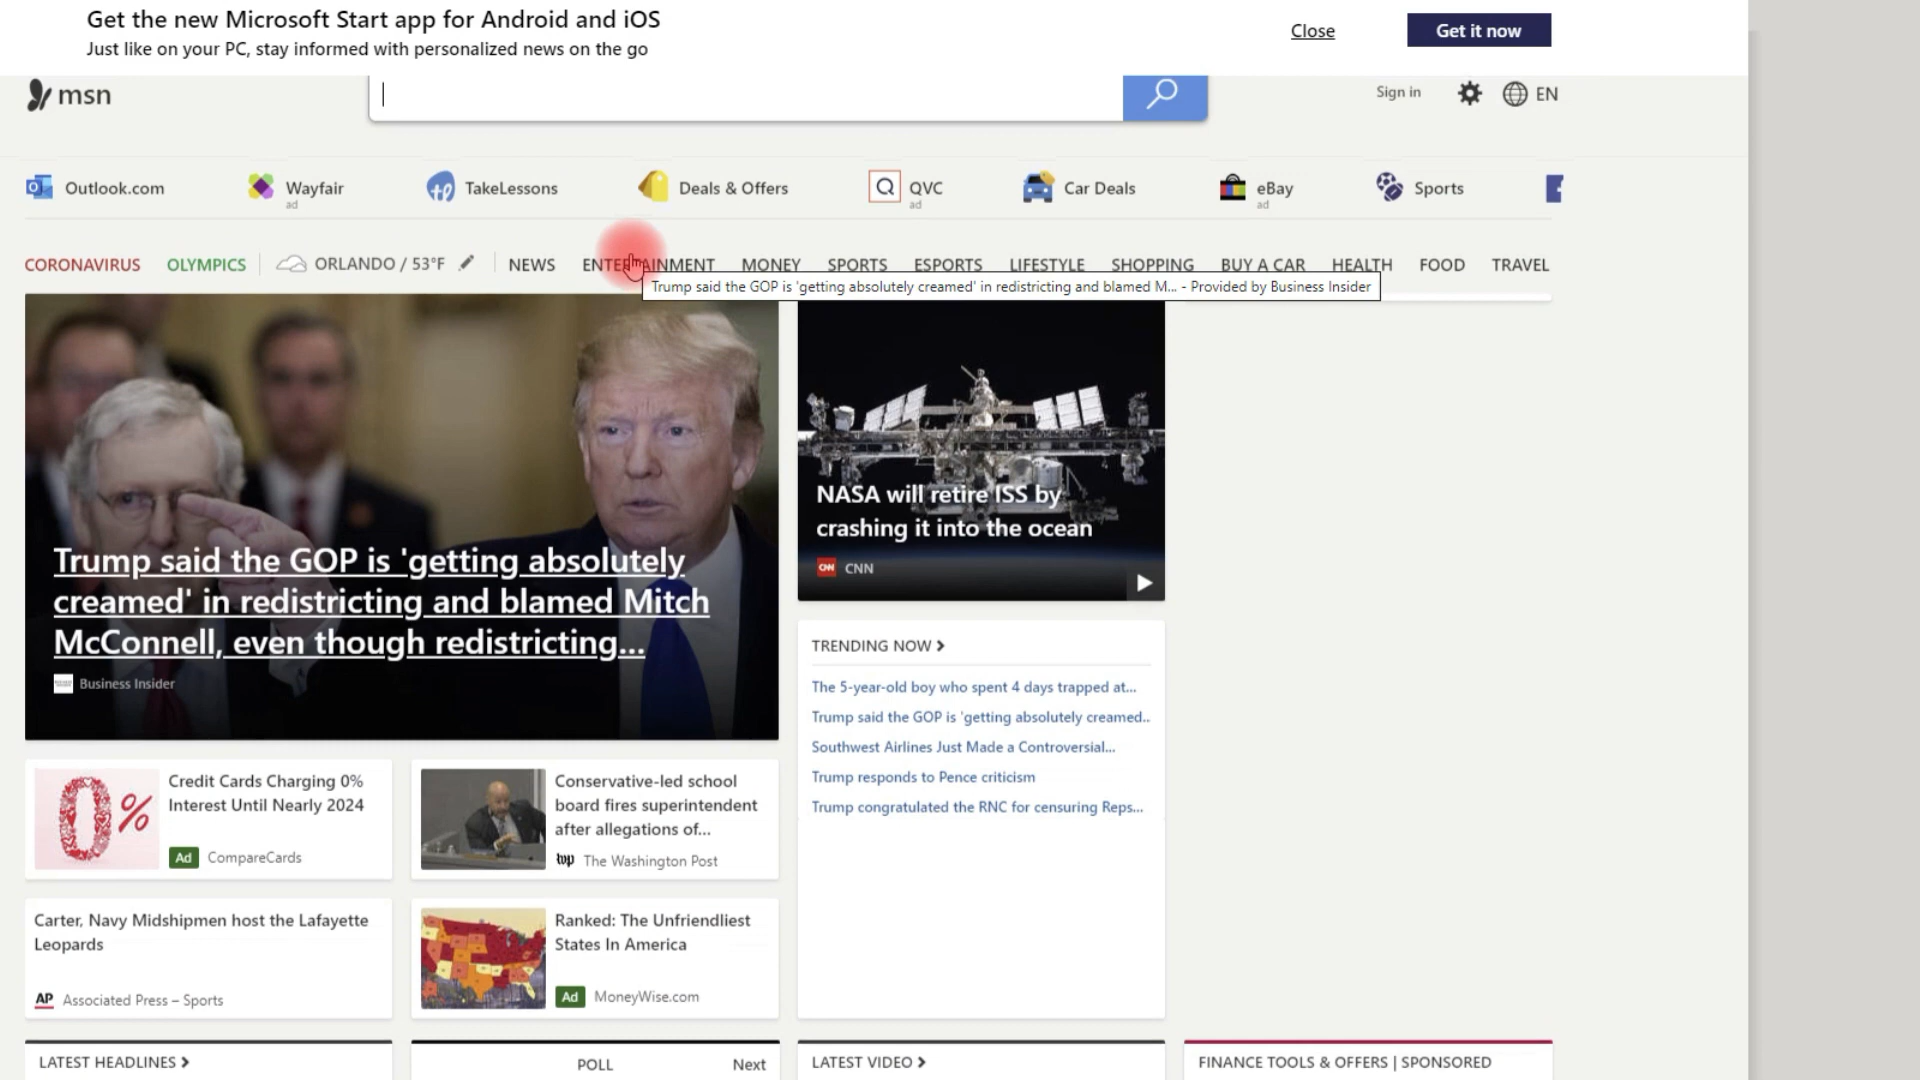 Get the new Microsoft Start app for Android and iOS
Just like on your PC, stay informed with personalized news on the go
Close
Get it now
msn
Sign in
EN
Outlook.com
Wayfair
ad
TakeLessons
Deals & Offers
QVC
ad
Car Deals
eBay
ad
Sports
CORONAVIRUS
OLYMPICS
ORLANDO / 53°F
NEWS
ENTERTAINMENT
MONEY
SPORTS
ESPORTS
LIFESTYLE
SHOPPING
BUY A CAR
HEALTH
FOOD
TRAVEL
Trump said the GOP is 'getting absolutely creamed' in redistricting and blamed M... - Provided by Business Insider
Trump said the GOP is 'getting absolutely
creamed' in redistricting and blamed Mitch
McConnell, even though redistricting...
Business Insider
NASA will retire ISS by
crashing it into the ocean
CNN
CNN
TRENDING NOW
The 5-year-old boy who spent 4 days trapped at...
Trump said the GOP is 'getting absolutely creamed..
Southwest Airlines Just Made a Controversial...
Trump responds to Pence criticism
Trump congratulated the RNC for censuring Reps...
0%
Credit Cards Charging 0%
Interest Until Nearly 2024
Ad CompareCards
Conservative-led school
board fires superintendent
after allegations of...
wp The Washington Post
Carter, Navy Midshipmen host the Lafayette
Leopards
AP Associated Press – Sports
Ranked: The Unfriendliest
States In America
Ad MoneyWise.com
LATEST HEADLINES
POLL
Next
LATEST VIDEO
FINANCE TOOLS & OFFERS | SPONSORED